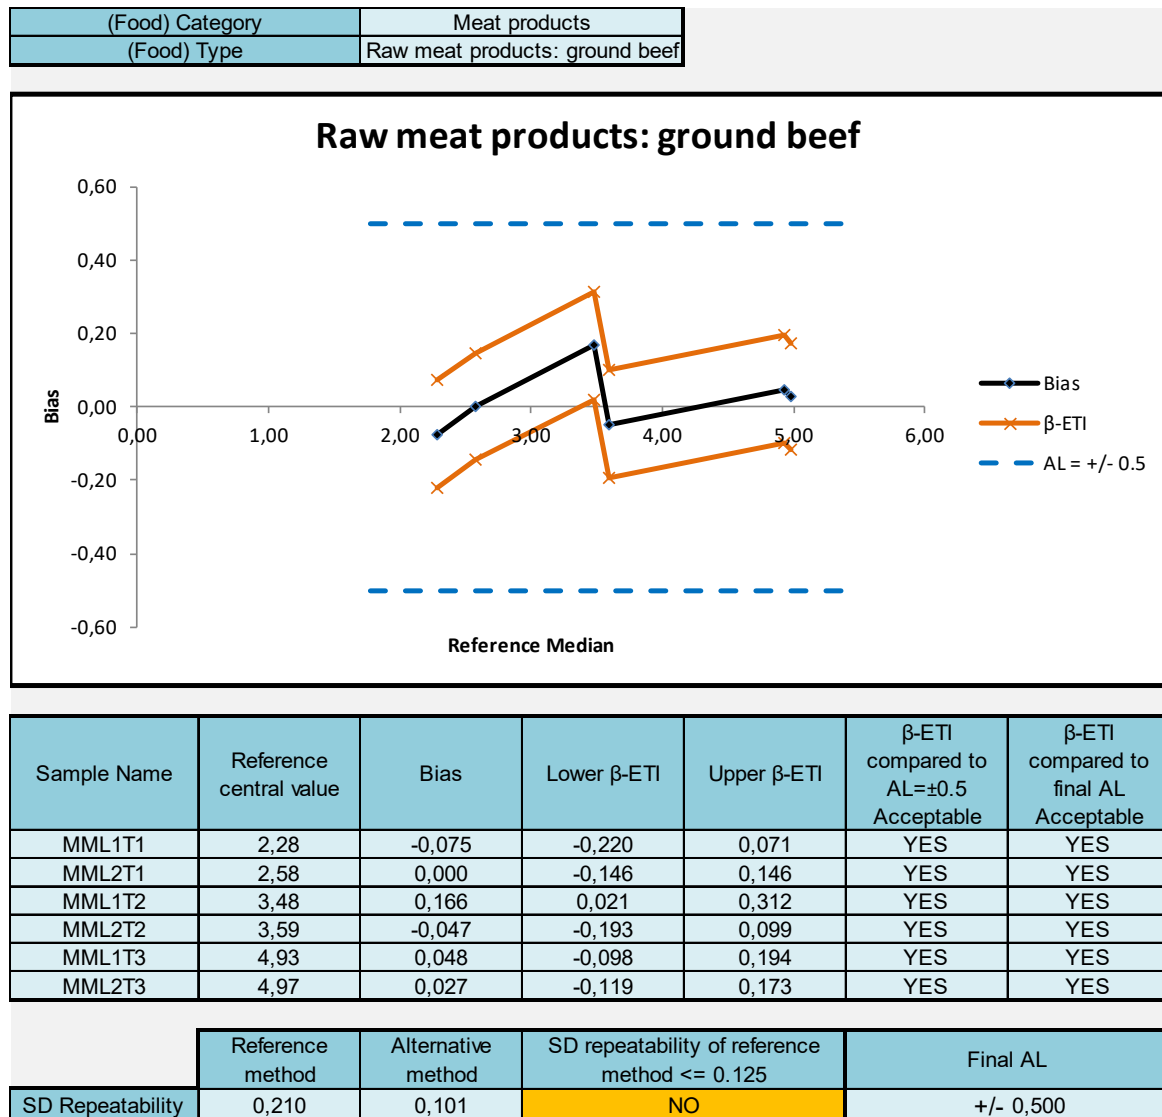 (Food) Category Meat products
(Food) Type Raw meat products: ground beef
Raw meat products: ground beef
0,60
0,40
0,20
0,00
-0,20
-0,40
-0,60
Bias
0,00 1,00 2,00 3,00 4,00 5,00 6,00
Reference Median
Bias
β-ETI
AL = +/- 0.5
Sample Name Reference central value Bias Lower β-ETI Upper β-ETI β-ETI compared to AL=±0.5 Acceptable β-ETI compared to final AL Acceptable
MML1T1 2,28 -0,075 -0,220 0,071 YES YES
MML2T1 2,58 0,000 -0,146 0,146 YES YES
MML1T2 3,48 0,166 0,021 0,312 YES YES
MML2T2 3,59 -0,047 -0,193 0,099 YES YES
MML1T3 4,93 0,048 -0,098 0,194 YES YES
MML2T3 4,97 0,027 -0,119 0,173 YES YES
Reference method Alternative method SD repeatability of reference method <= 0.125 Final AL
SD Repeatability 0,210 0,101 NO +/- 0,500